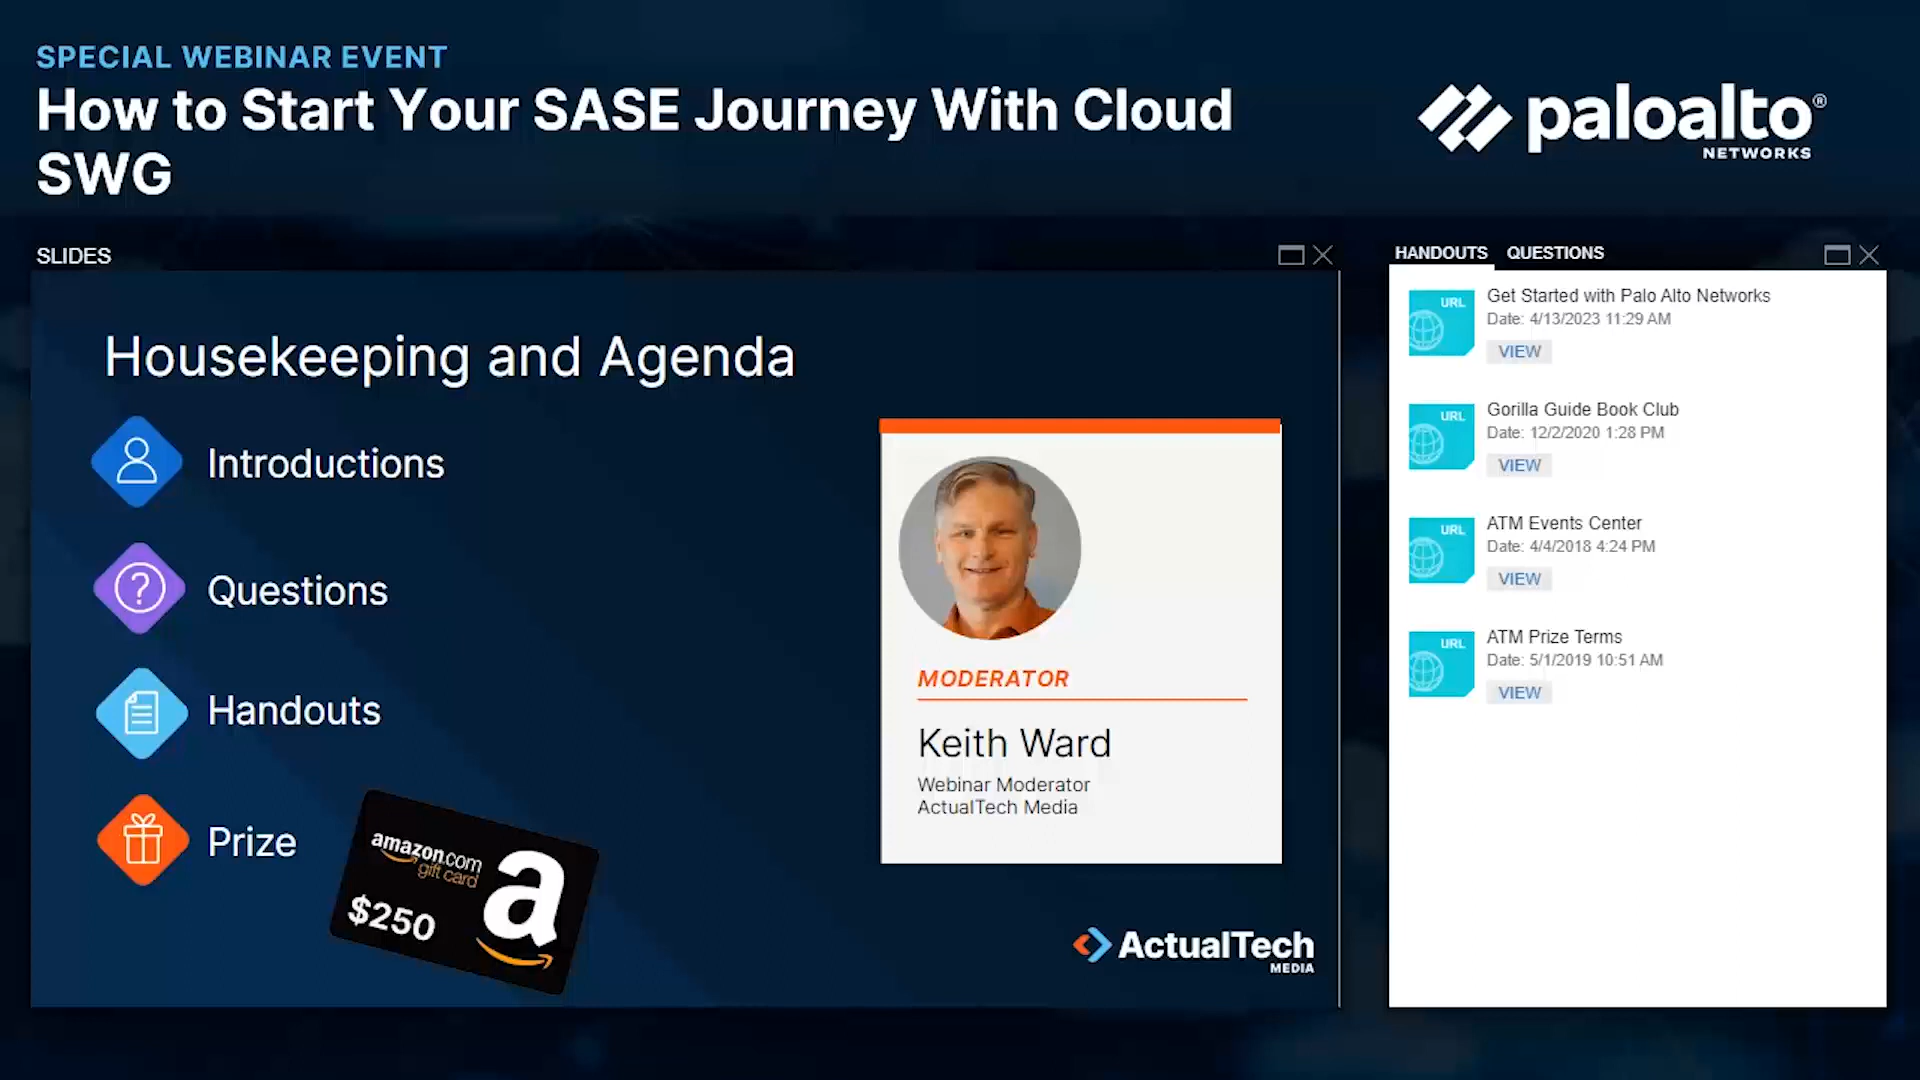 SPECIAL WEBINAR EVENT
How to Start Your SASE Journey With Cloud
SWG
paloalto®
NETWORKS
SLIDES
Housekeeping and Agenda
Introductions
Questions
Handouts
Prize
amazon.com
gift card
$250
a
MODERATOR
Keith Ward
Webinar Moderator
ActualTech Media
ActualTech
MEDIA
HANDOUTS QUESTIONS
URL
Get Started with Palo Alto Networks
Date: 4/13/2023 11:29 AM
VIEW
URL
Gorilla Guide Book Club
Date: 12/2/2020 1:28 PM
VIEW
URL
ATM Events Center
Date: 4/4/2018 4:24 PM
VIEW
URL
ATM Prize Terms
Date: 5/1/2019 10:51 AM
VIEW